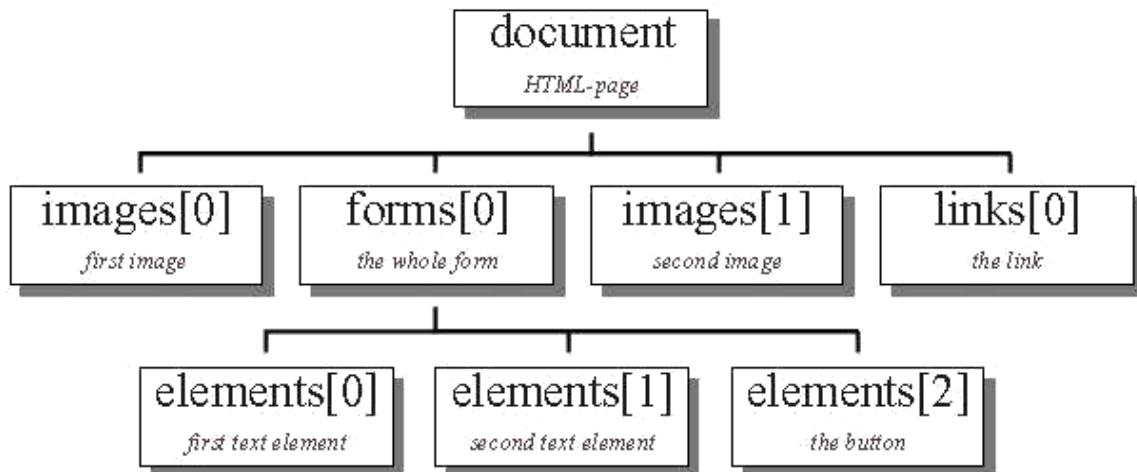 document
HTML-page
images[0]
first image
forms[0]
the whole form
images[1]
second image
links[0]
the link
elements[0]
first text element
elements[1]
second text element
elements[2]
the button